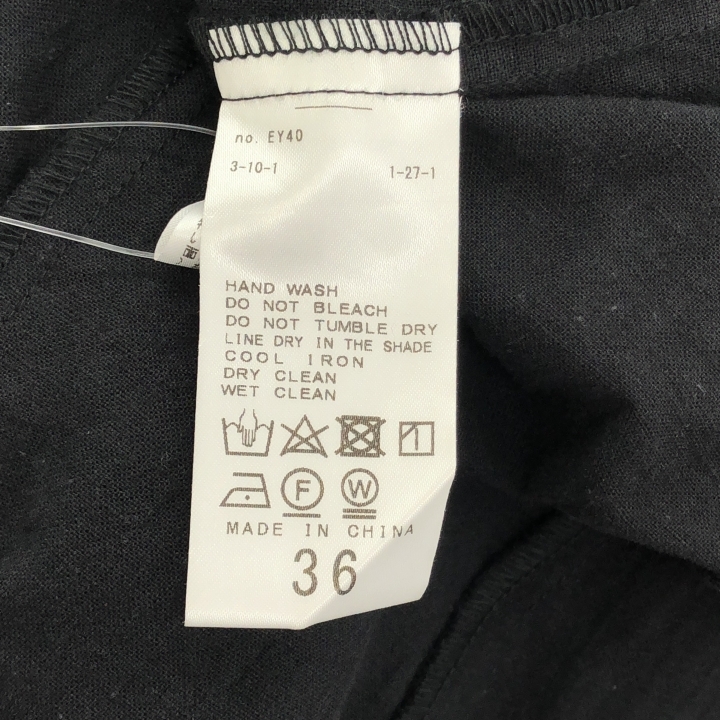 no. EY40
3-10-1 1-27-1
HAND WASH
DO NOT BLEACH
DO NOT TUMBLE DRY
LINE DRY IN THE SHADE
COOL IRON
DRY CLEAN
WET CLEAN
F W
MADE IN CHINA
36